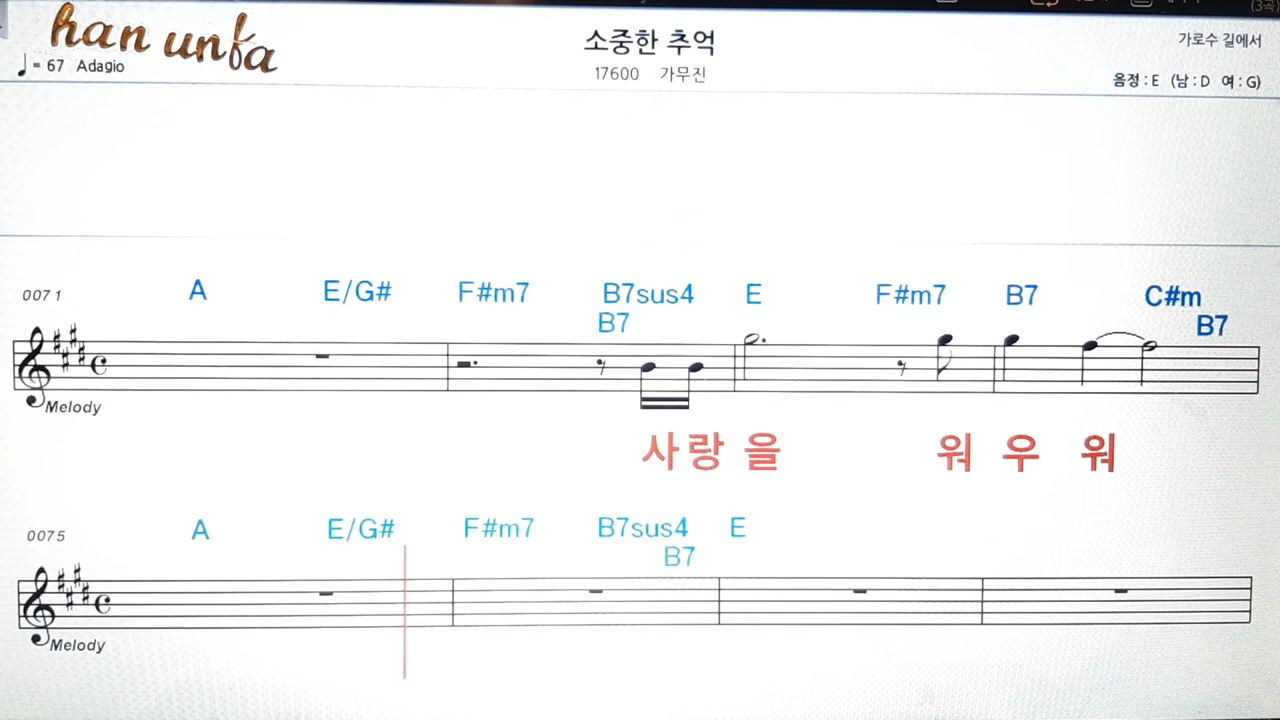 han unfa
♩= 67 Adagio
소중한 추억
17600 가무진
가로수 길에서
음정 : E (남 : D 여 : G)
0071
A E/G# F#m7 B7sus4 E F#m7 B7 C#m
B7 B7
Melody
사랑 을 워 우 워
0075
A E/G# F#m7 B7sus4 E
B7
Melody